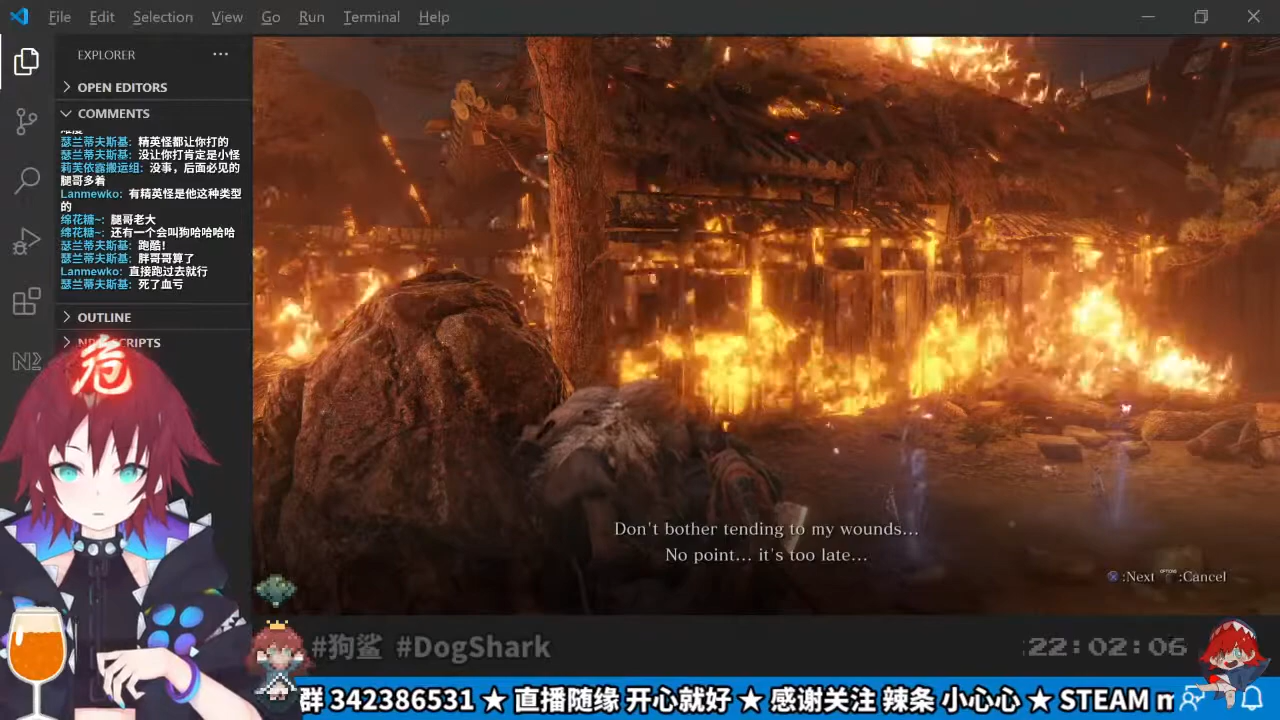 File Edit Selection View Go Run Terminal Help
EXPLORER
OPEN EDITORS
COMMENTS
瑟兰蒂夫斯基: 精英怪都让你打的
瑟兰蒂夫斯基: 没让你打肯定是小怪
莉芙依露搬运组: 没事，后面必见的
腿哥多着
Lanmewko: 有精英怪是他这种类型
的
绵花糖~: 腿哥老大
绵花糖~: 还有一个会叫狗哈哈哈哈
瑟兰蒂夫斯基: 跑酷!
瑟兰蒂夫斯基: 胖哥哥算了
Lanmewko: 直接跑过去就行
瑟兰蒂夫斯基: 死了血亏
OUTLINE
危
Don't bother tending to my wounds...
No point... it's too late...
:Next OPTIONS :Cancel
#狗鲨 #DogShark
22:02:06
群 342386531 ★ 直播随缘 开心就好 ★ 感谢关注 辣条 小心心 ★ STEAM